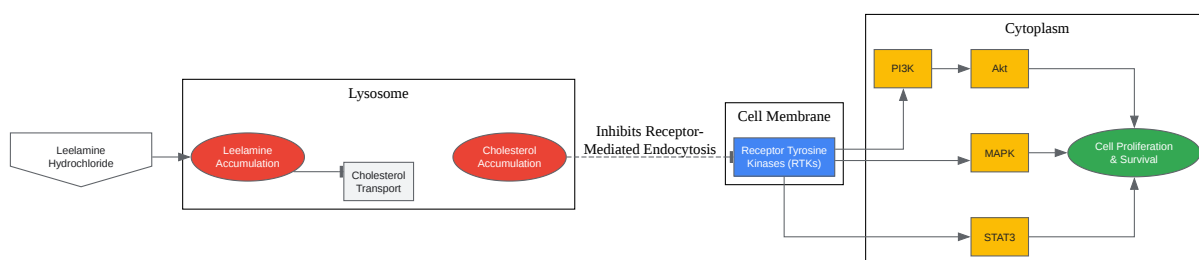 Cytoplasm
PI3K
Akt
Lysosome
Cell Membrane
Leelamine
Hydrochloride
Leelamine
Accumulation
Cholesterol
Transport
Cholesterol
Accumulation
Inhibits Receptor-
Mediated Endocytosis
Receptor Tyrosine
Kinases (RTKs)
MAPK
Cell Proliferation
& Survival
STAT3